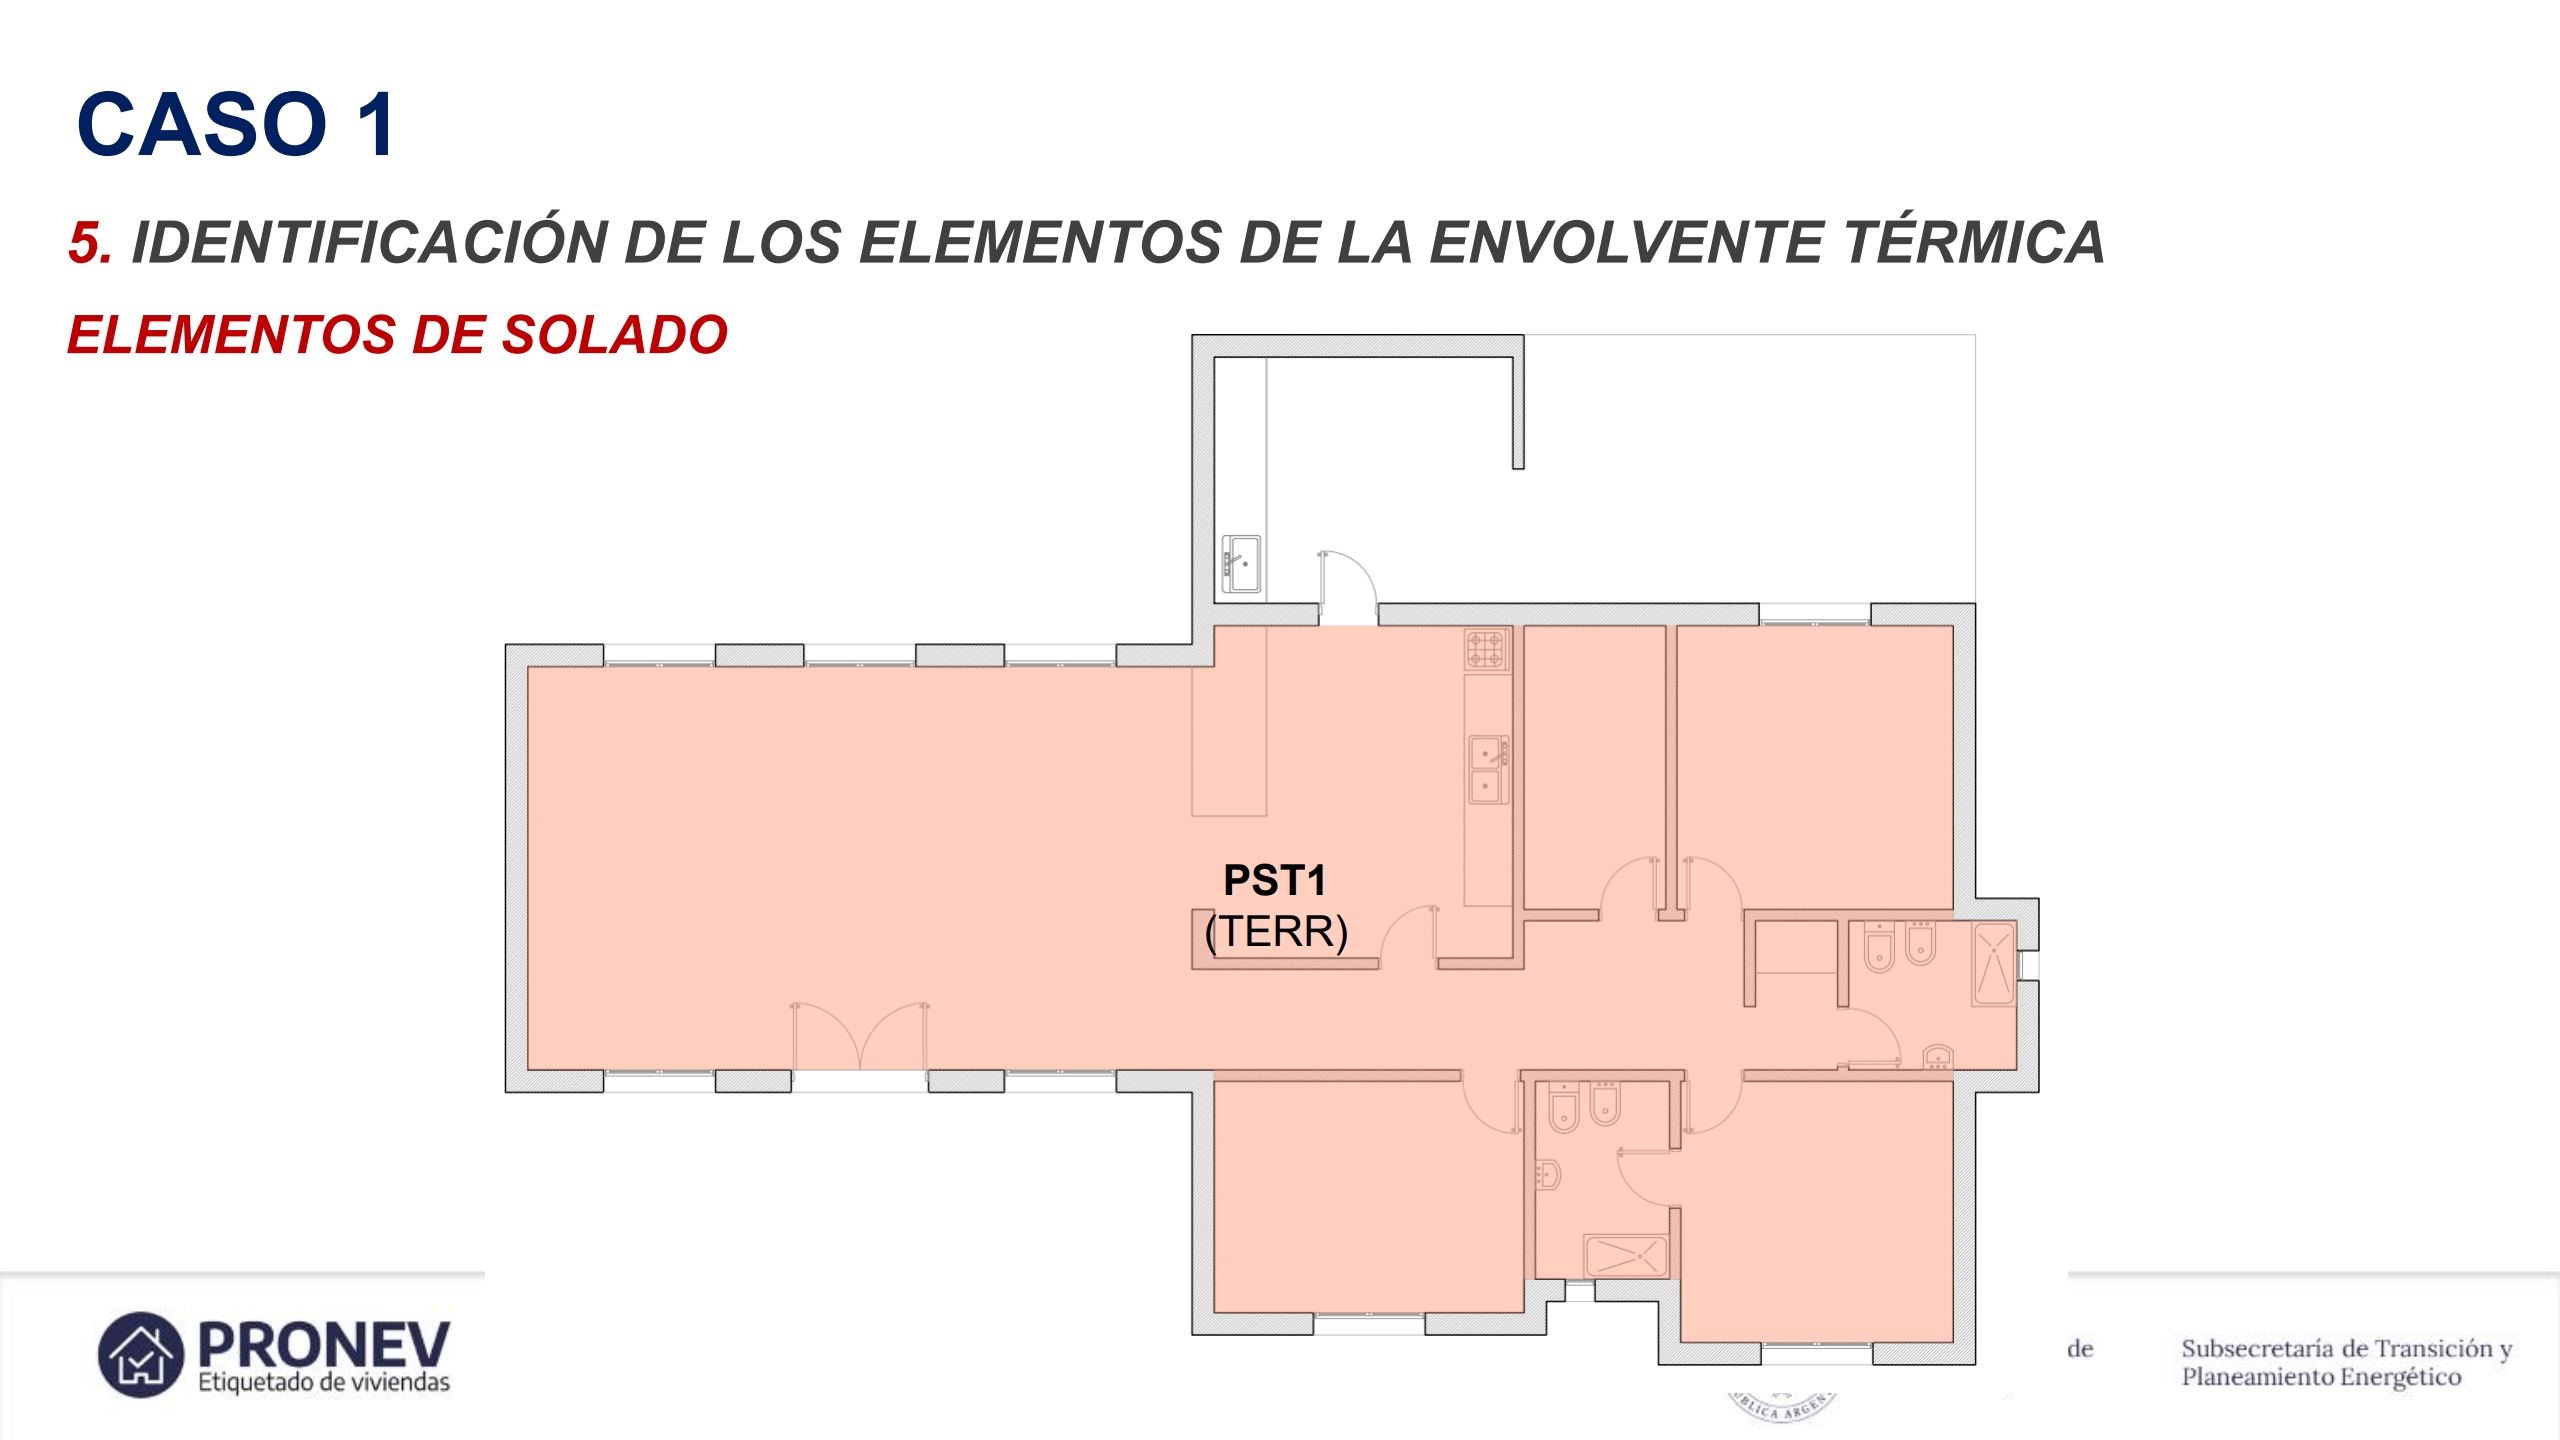 CASO 1
5. IDENTIFICACIÓN DE LOS ELEMENTOS DE LA ENVOLVENTE TÉRMICA
ELEMENTOS DE SOLADO
PST1
(TERR)
PRONEV
Etiquetado de viviendas
de
Subsecretaría de Transición y
Planeamiento Energético